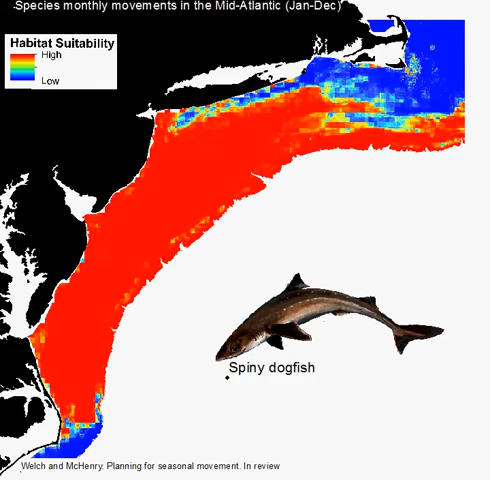 Species monthly movements in the Mid-Atlantic (Jan-Dec)
Habitat Suitability
High
Low
Spiny dogfish
Welch and McHenry. Planning for seasonal movement. In review